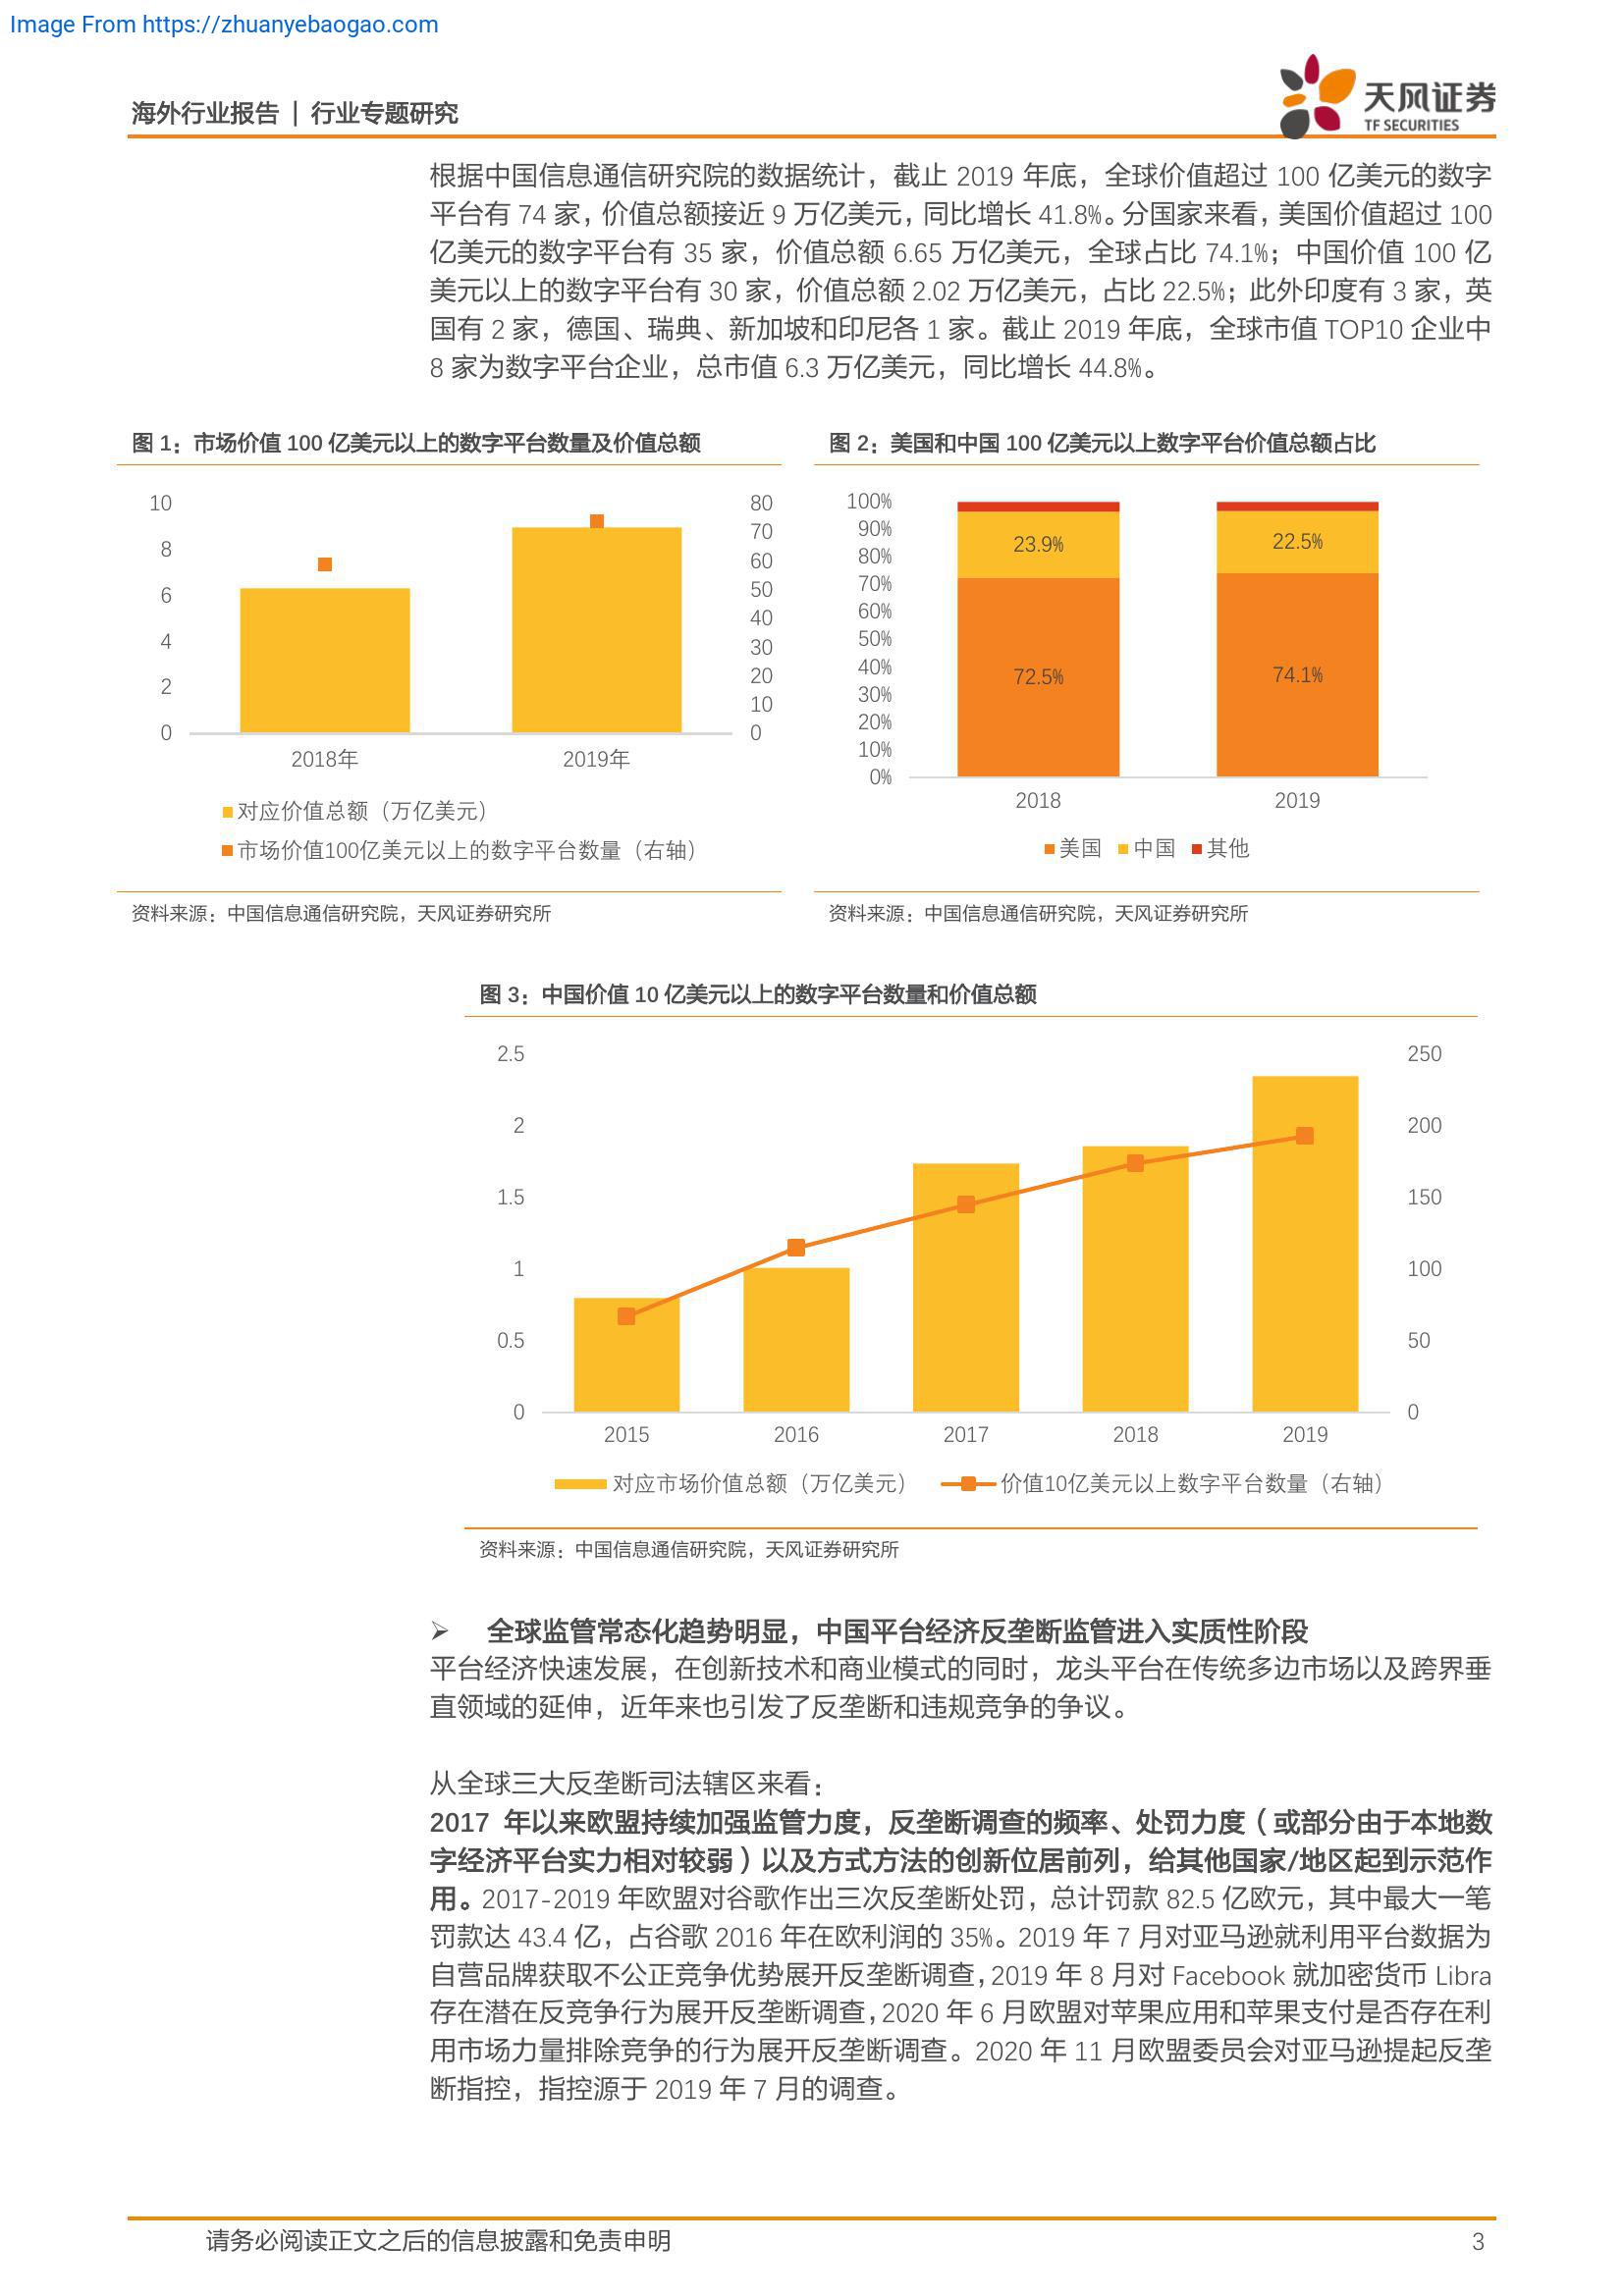 Image From https://zhuanyebaogao.com
海外行业报告 | 行业专题研究
天风证券
TF SECURITIES
根据中国信息通信研究院的数据统计，截止 2019 年底，全球价值超过 100 亿美元的数字
平台有 74 家，价值总额接近 9 万亿美元，同比增长 41.8%。分国家来看，美国价值超过 100
亿美元的数字平台有 35 家，价值总额 6.65 万亿美元，全球占比 74.1%；中国价值 100 亿
美元以上的数字平台有 30 家，价值总额 2.02 万亿美元，占比 22.5%；此外印度有 3 家，英
国有 2 家，德国、瑞典、新加坡和印尼各 1 家。截止 2019 年底，全球市值 TOP10 企业中
8 家为数字平台企业，总市值 6.3 万亿美元，同比增长 44.8%。
图 1：市场价值 100 亿美元以上的数字平台数量及价值总额
10
8
6
4
2
0
80
70
60
50
40
30
20
10
0
2018年
2019年
对应价值总额（万亿美元）
市场价值100亿美元以上的数字平台数量（右轴）
资料来源：中国信息通信研究院，天风证券研究所
图 2：美国和中国 100 亿美元以上数字平台价值总额占比
100%
90%
80%
70%
60%
50%
40%
30%
20%
10%
0%
23.9%
22.5%
72.5%
74.1%
2018
2019
美国 中国 其他
资料来源：中国信息通信研究院，天风证券研究所
图 3：中国价值 10 亿美元以上的数字平台数量和价值总额
2.5
2
1.5
1
0.5
0
250
200
150
100
50
0
2015
2016
2017
2018
2019
对应市场价值总额（万亿美元） 价值10亿美元以上数字平台数量（右轴）
资料来源：中国信息通信研究院，天风证券研究所
➢ 全球监管常态化趋势明显，中国平台经济反垄断监管进入实质性阶段
平台经济快速发展，在创新技术和商业模式的同时，龙头平台在传统多边市场以及跨界垂
直领域的延伸，近年来也引发了反垄断和违规竞争的争议。
从全球三大反垄断司法辖区来看：
2017 年以来欧盟持续加强监管力度，反垄断调查的频率、处罚力度（或部分由于本地数
字经济平台实力相对较弱）以及方式方法的创新位居前列，给其他国家/地区起到示范作
用。2017-2019 年欧盟对谷歌作出三次反垄断处罚，总计罚款 82.5 亿欧元，其中最大一笔
罚款达 43.4 亿，占谷歌 2016 年在欧利润的 35%。2019 年 7 月对亚马逊就利用平台数据为
自营品牌获取不公正竞争优势展开反垄断调查，2019 年 8 月对 Facebook 就加密货币 Libra
存在潜在反竞争行为展开反垄断调查，2020 年 6 月欧盟对苹果应用和苹果支付是否存在利
用市场力量排除竞争的行为展开反垄断调查。2020 年 11 月欧盟委员会对亚马逊提起反垄
断指控，指控源于 2019 年 7 月的调查。
请务必阅读正文之后的信息披露和免责申明
3